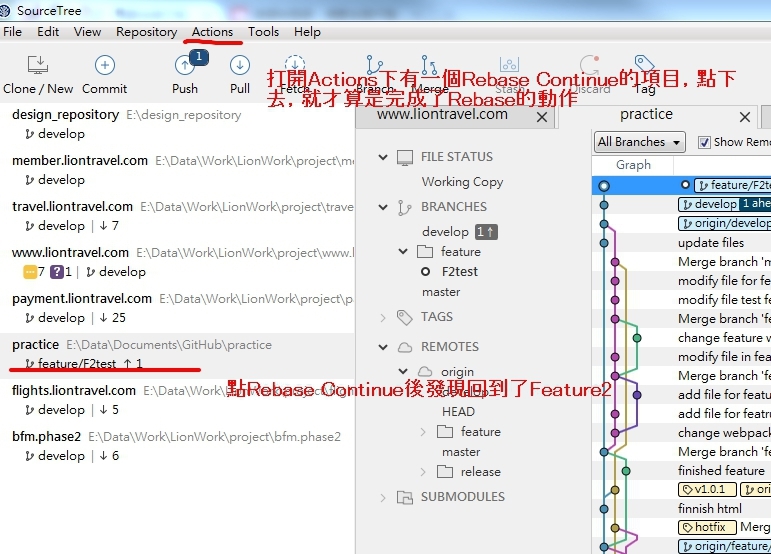 SourceTree
File Edit View Repository Actions Tools Help
Clone / New Commit Push 1 Pull Fetch Branch Merge Stash Discard Tag
打開Actions下有一個Rebase Continue的項目, 點下
去, 就才算是完成了Rebase的動作
design_repository E:\design_repository
develop
member.liontravel.com E:\Data\Work\LionWork\project\me
develop
travel.liontravel.com E:\Data\Work\LionWork\project\trave
develop | ↓ 7
www.liontravel.com E:\Data\Work\LionWork\project\www.l
7 ? 1 | develop
payment.liontravel.com E:\Data\Work\LionWork\project\p
develop | ↓ 25
practice E:\Data\Documents\GitHub\practice
feature/F2test ↑ 1
點Rebase Continue後發現回到了Feature2
flights.liontravel.com E:\Data\Work\LionWork\project\flig
develop | ↓ 5
bfm.phase2 E:\Data\Work\LionWork\project\bfm.phase2
develop | ↓ 6
www.liontravel.com
practice
FILE STATUS
Working Copy
BRANCHES
develop 1↑
feature
F2test
master
TAGS
REMOTES
origin
develop
HEAD
feature
master
release
SUBMODULES
All Branches Show Remo
Graph
feature/F2te
develop 1 ahe
origin/develop
update files
Merge branch 'm
modify file for fe
modify file test fe
Merge branch 'fe
change feature w
modify file in feat
Merge branch 'fe
add file for featu
add file for featru
change webpack
Merge branch 'fe
finished feature
v1.0.1 ori
finnish html
hotfix Merge
origin/feature/